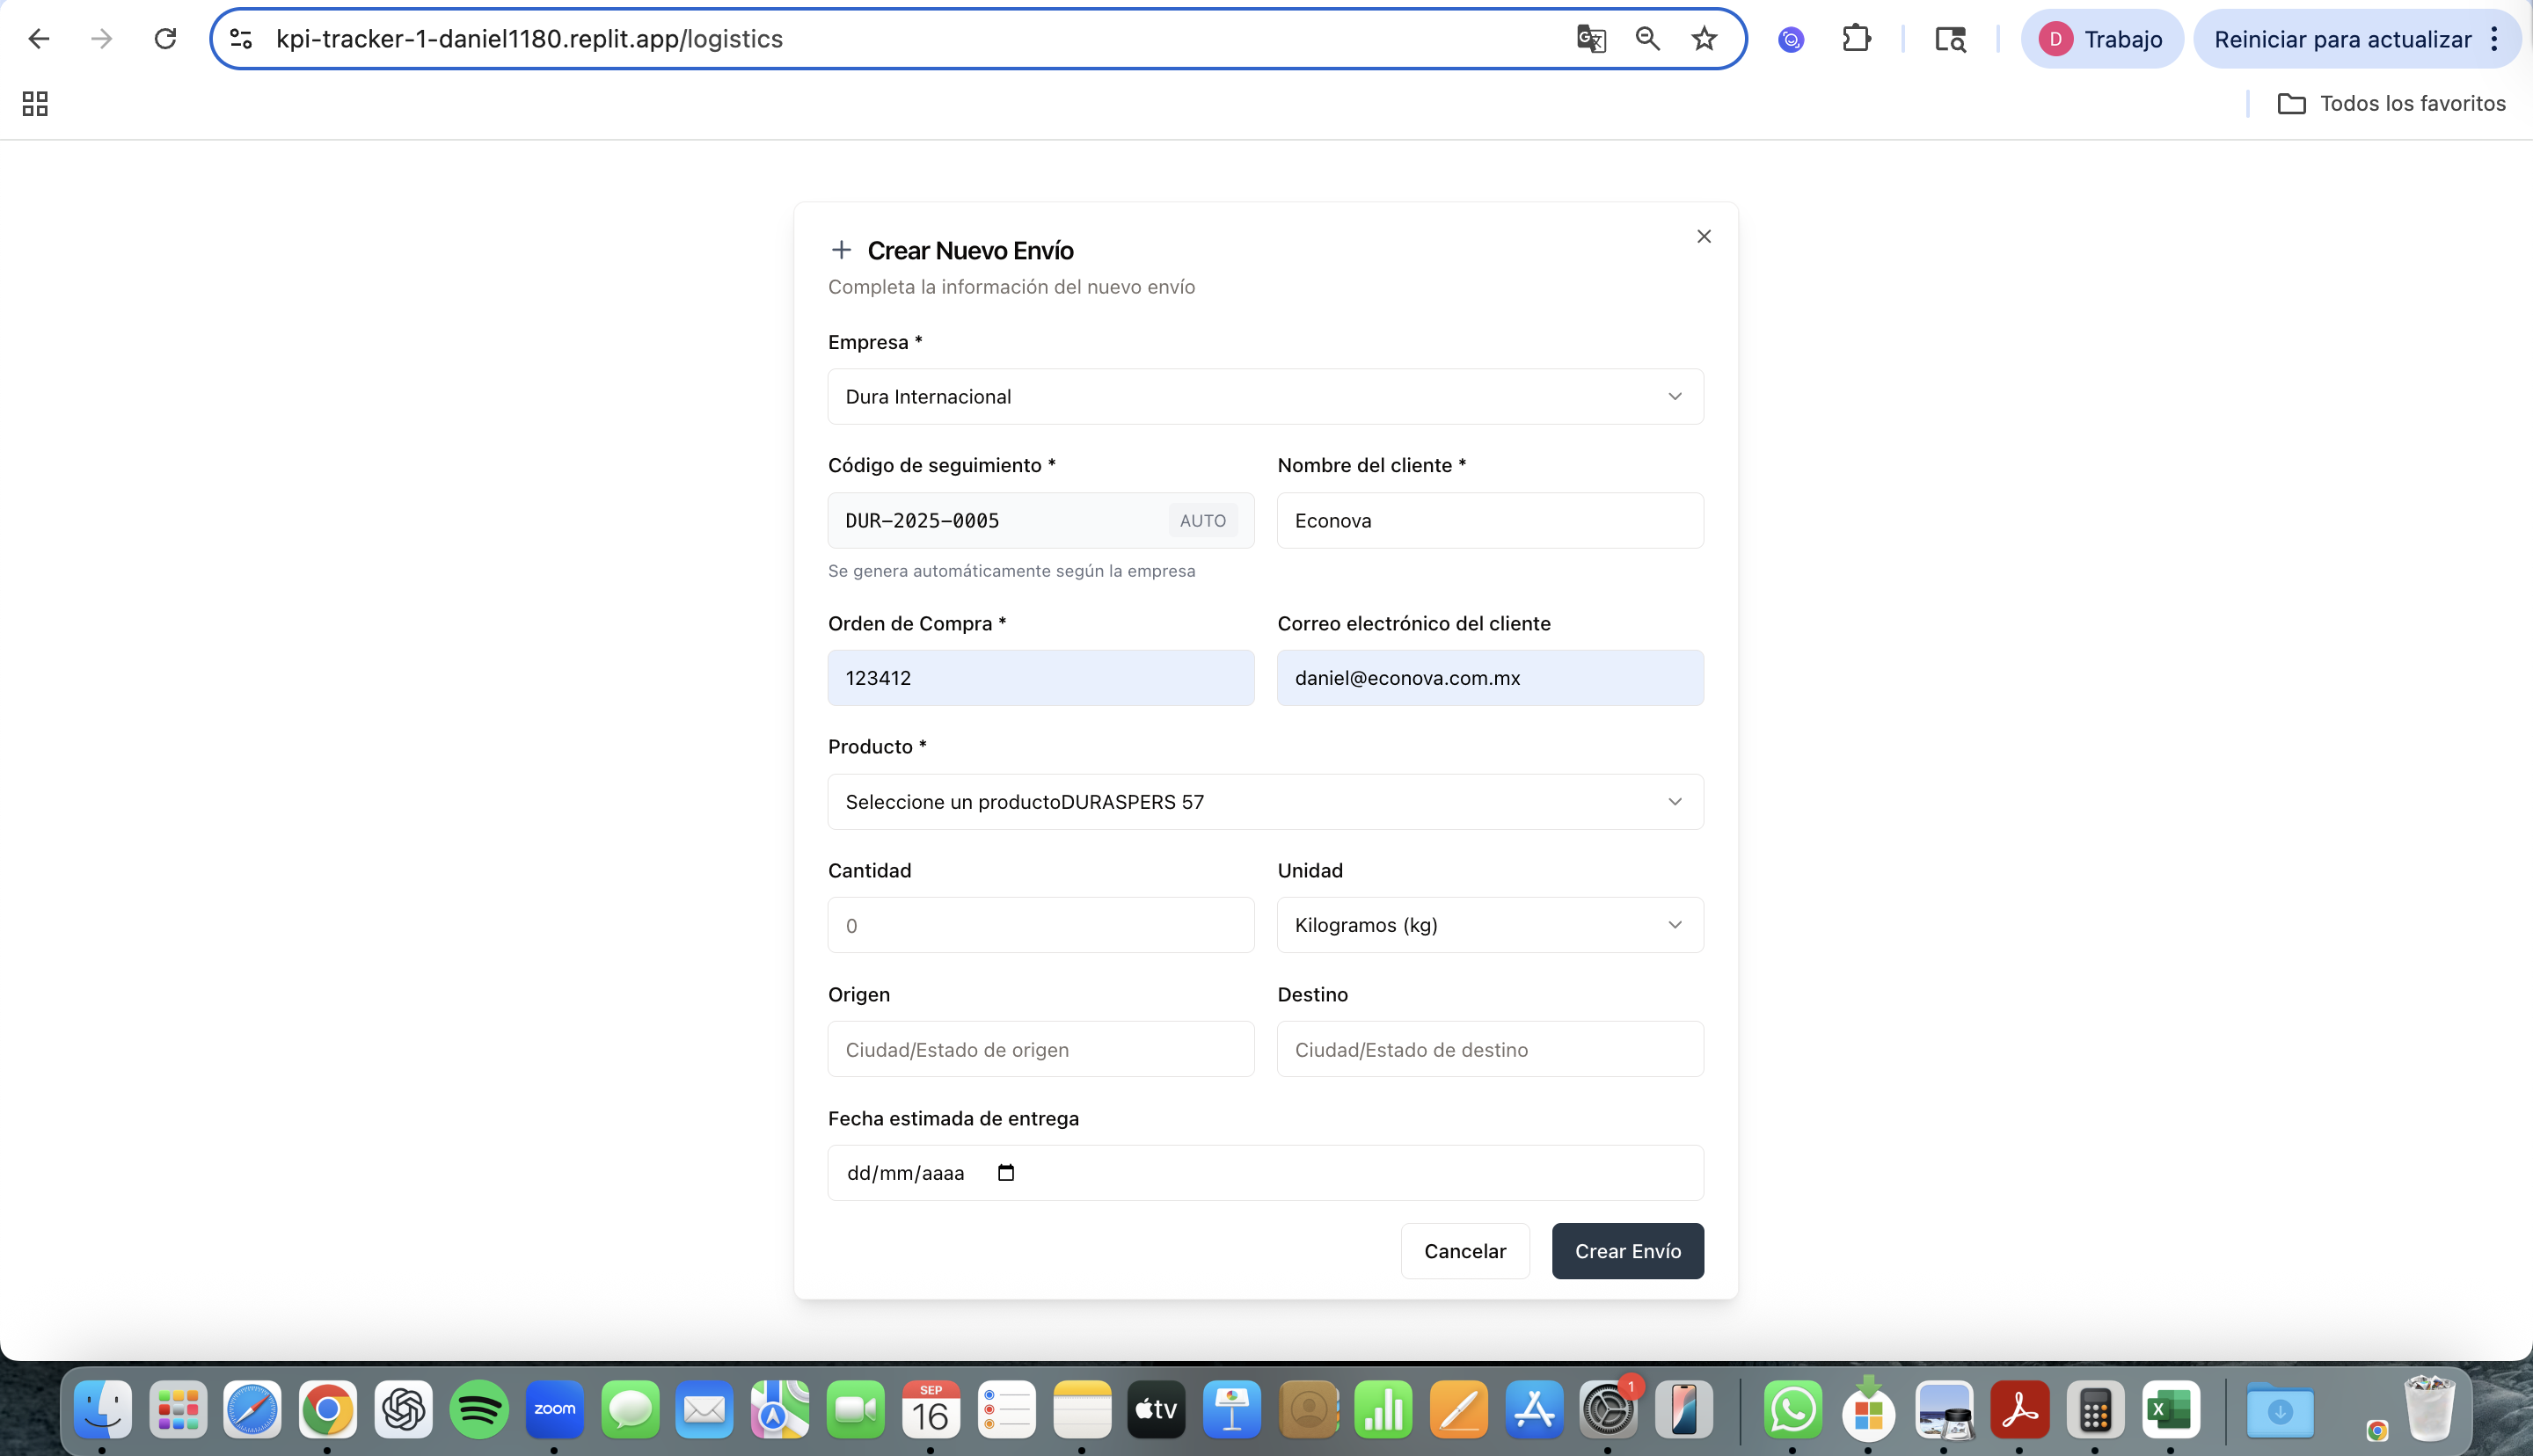 kpi-tracker-1-daniel1180.replit.app/logistics
D Trabajo
Reiniciar para actualizar
Todos los favoritos
Crear Nuevo Envío
Completa la información del nuevo envío
Empresa *
Dura Internacional
Código de seguimiento *
Nombre del cliente *
DUR-2025-0005
AUTO
Econova
Se genera automáticamente según la empresa
Orden de Compra *
Correo electrónico del cliente
123412
daniel@econova.com.mx
Producto *
Seleccione un productoDURASPERS 57
Cantidad
Unidad
0
Kilogramos (kg)
Origen
Destino
Ciudad/Estado de origen
Ciudad/Estado de destino
Fecha estimada de entrega
dd/mm/aaaa
Cancelar
Crear Envío
zoom
SEP
16
tv
1
X